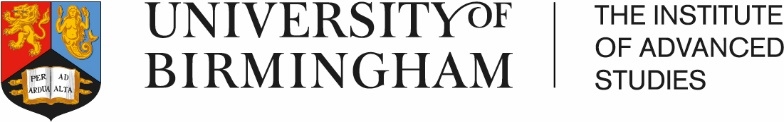 UNIVERSITY OF
BIRMINGHAM
THE INSTITUTE
OF ADVANCED
STUDIES
PER AD
ARDUA ALTA